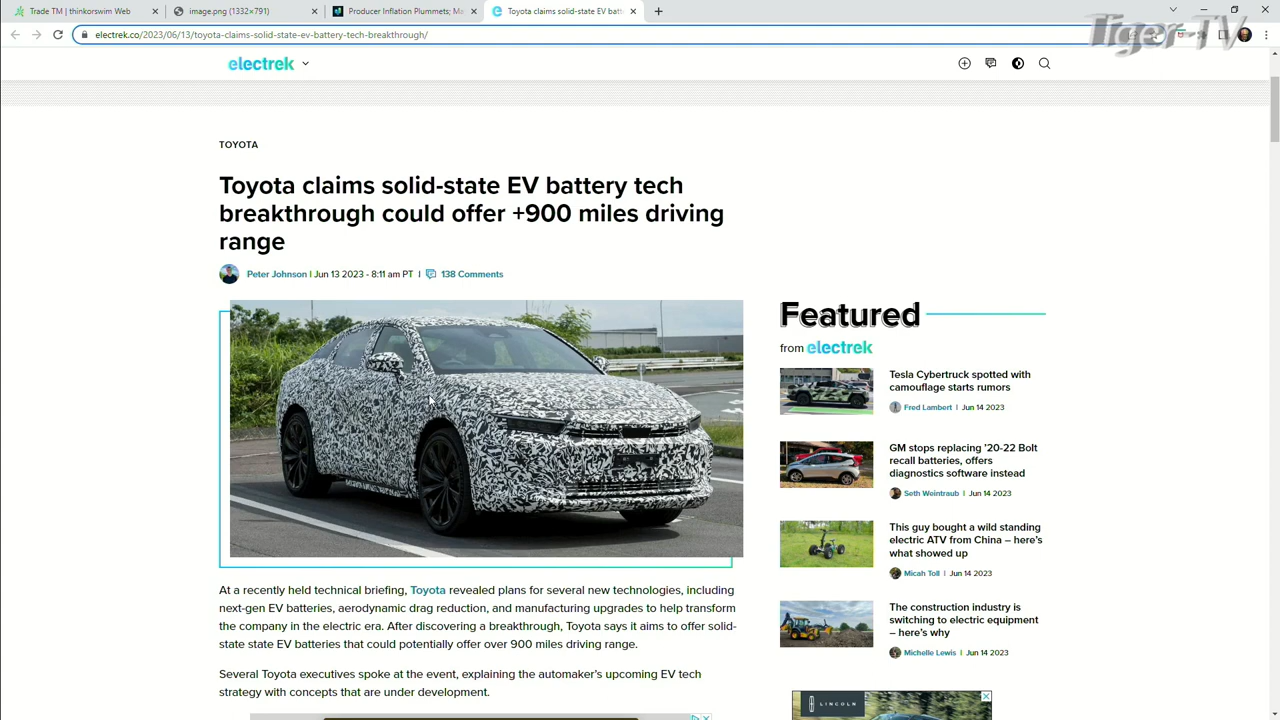 Trade TM | thinkorswim Web
image.png (1332×791)
Producer Inflation Plummets; Ma
Toyota claims solid-state EV batt
Tiger TV
electrek.co/2023/06/13/toyota-claims-solid-state-ev-battery-tech-breakthrough/
electrek
TOYOTA
Toyota claims solid-state EV battery tech
breakthrough could offer +900 miles driving
range
Peter Johnson | Jun 13 2023 - 8:11 am PT | 138 Comments
Featured
from electrek
Tesla Cybertruck spotted with
camouflage starts rumors
Fred Lambert | Jun 14 2023
GM stops replacing ’20-22 Bolt
recall batteries, offers
diagnostics software instead
Seth Weintraub | Jun 14 2023
This guy bought a wild standing
electric ATV from China – here’s
what showed up
Micah Toll | Jun 14 2023
The construction industry is
switching to electric equipment
– here’s why
Michelle Lewis | Jun 14 2023
At a recently held technical briefing, Toyota revealed plans for several new technologies, including
next-gen EV batteries, aerodynamic drag reduction, and manufacturing upgrades to help transform
the company in the electric era. After discovering a breakthrough, Toyota says it aims to offer solid-
state state EV batteries that could potentially offer over 900 miles driving range.
Several Toyota executives spoke at the event, explaining the automaker’s upcoming EV tech
strategy with concepts that are under development.
LINCOLN